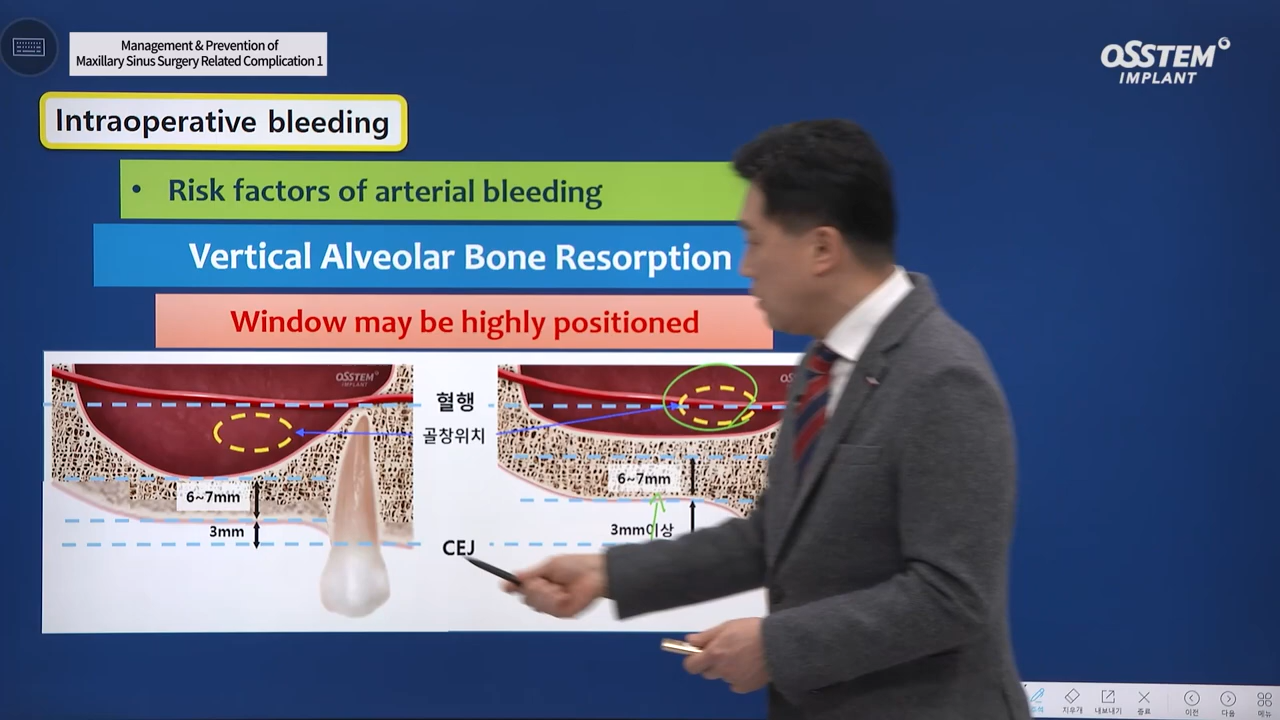 Management & Prevention of
Maxillary Sinus Surgery Related Complication 1
OSSTEM
IMPLANT
Intraoperative bleeding
• Risk factors of arterial bleeding
Vertical Alveolar Bone Resorption
Window may be highly positioned
OSSTEM
IMPLANT
혈행
골창위치
6~7mm
3mm
CEJ
6~7mm
3mm이상
지우개
내보내기
종료
이전
다음
메뉴